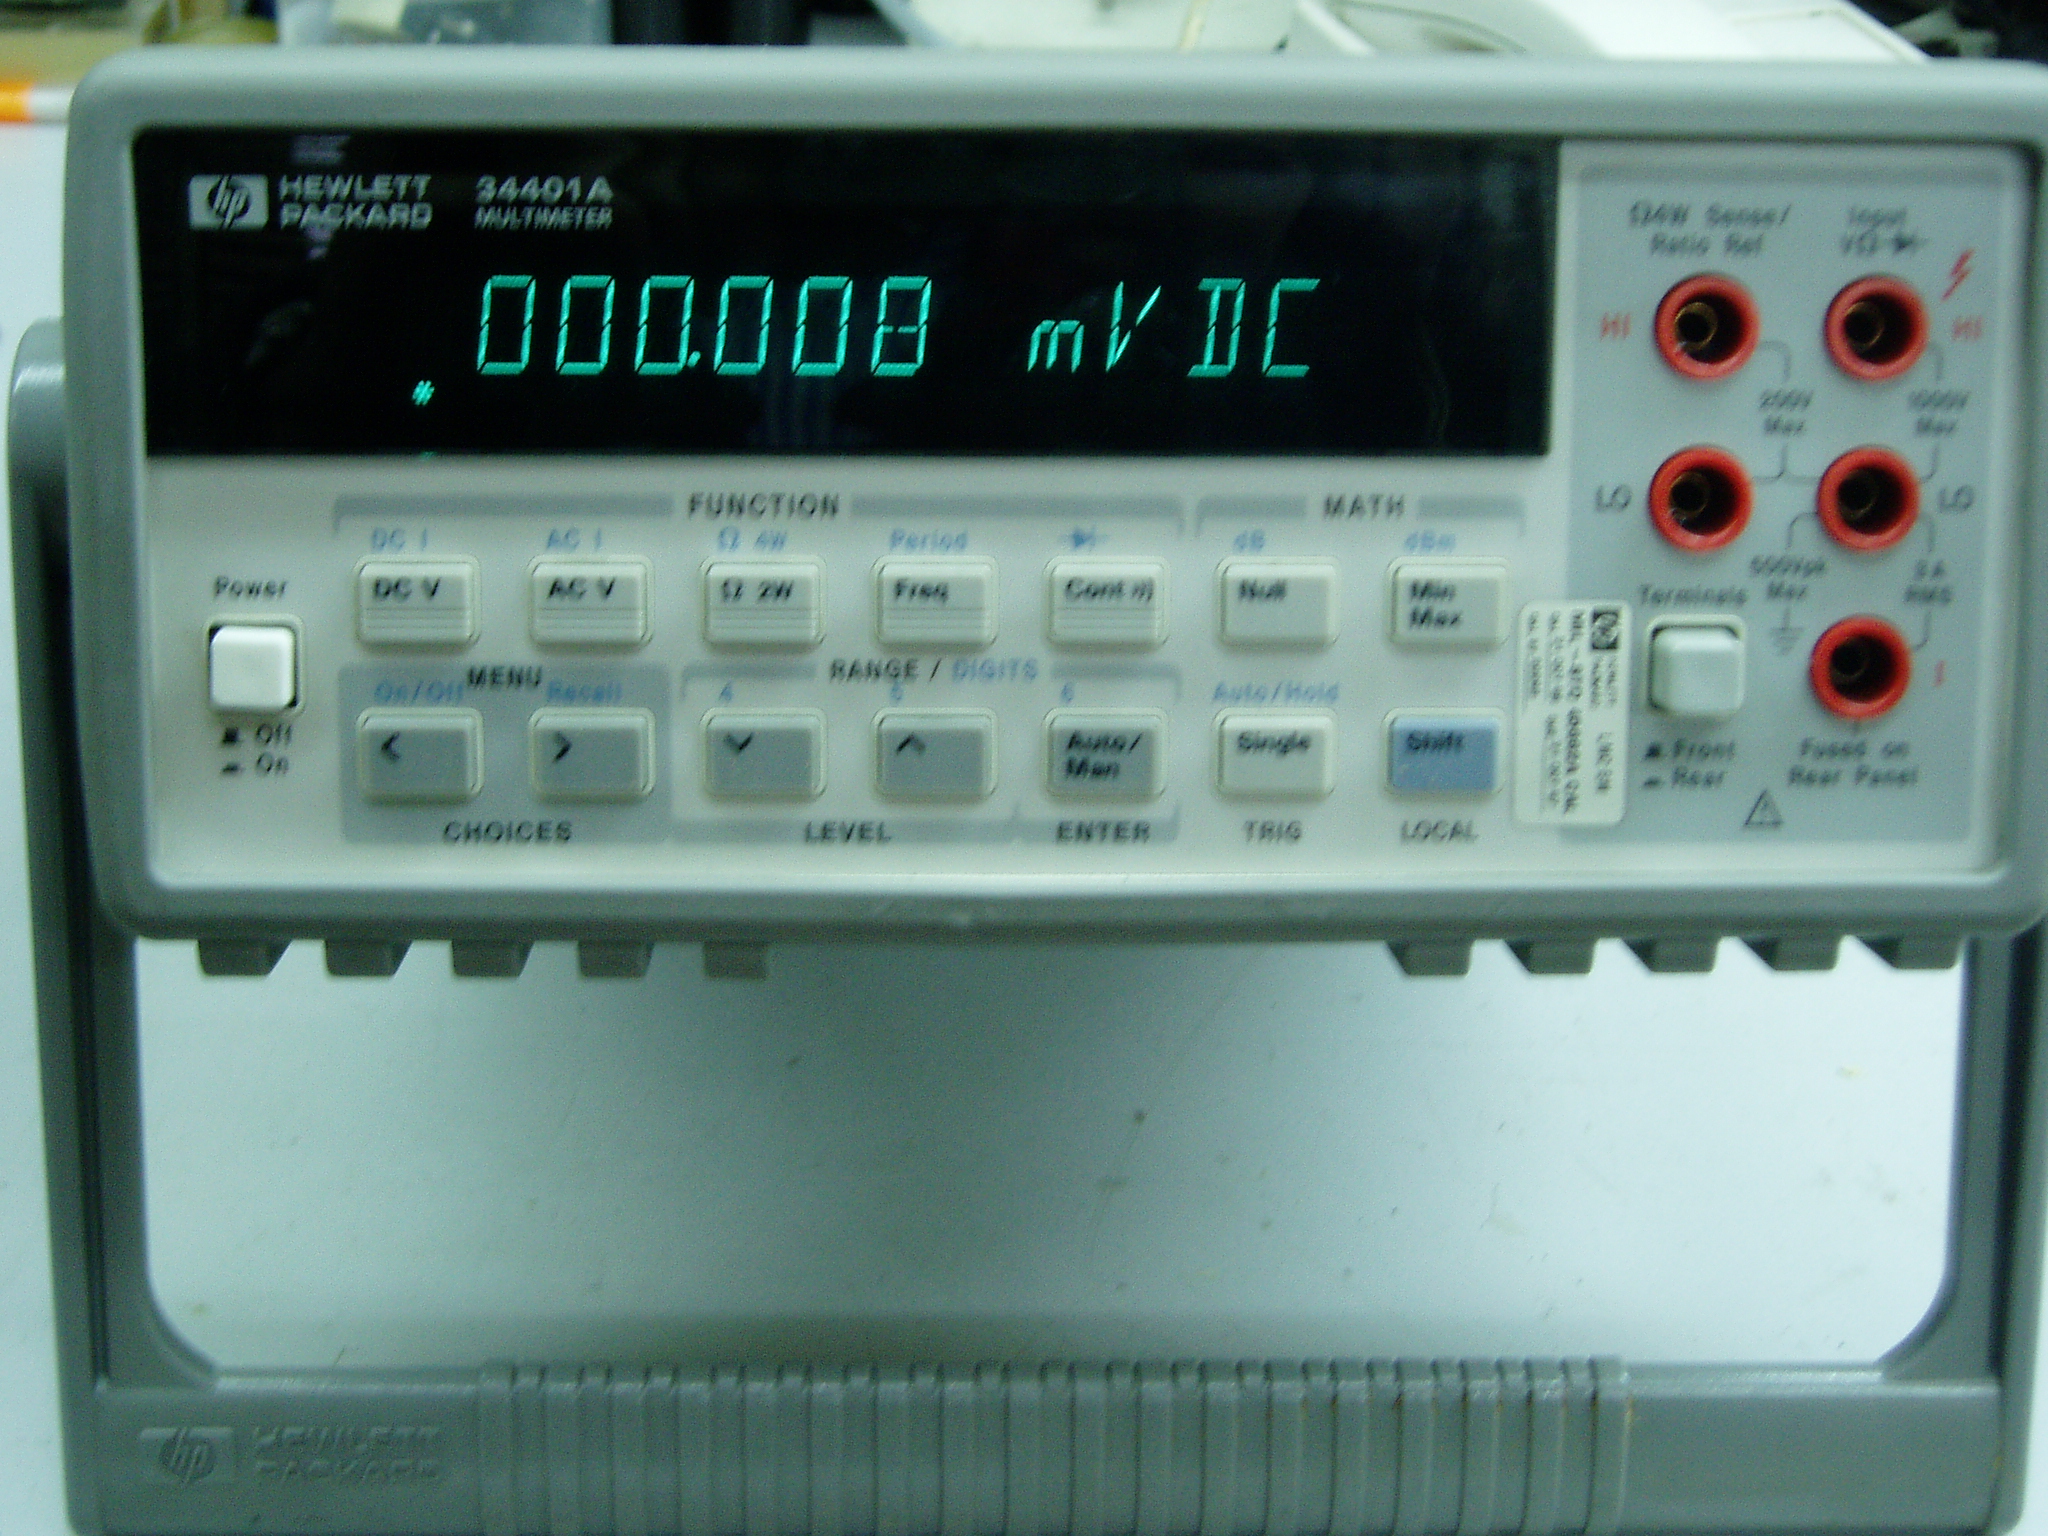 hp HEWLETT PACKARD
34401A
MULTIMETER
000.008 mV DC
*
Ω4W Sense/
Ratio Ref
Input
VΩ
HI
HI
200V
Max
1000V
Max
LO
LO
500Vpk
Max
3A
RMS
Terminals
I
Front
Rear
Fused on
Rear Panel
FUNCTION
MATH
DC I
AC I
Ω 4W
Period
dB
dBm
Power
DC V
AC V
Ω 2W
Freq
Cont
Null
Min
Max
MENU
RANGE / DIGITS
On/Off
Recall
4
5
6
Auto/Hold
Off
On
<
>
Auto/
Man
Single
Shift
CHOICES
LEVEL
ENTER
TRIG
LOCAL
hp HEWLETT
PACKARD